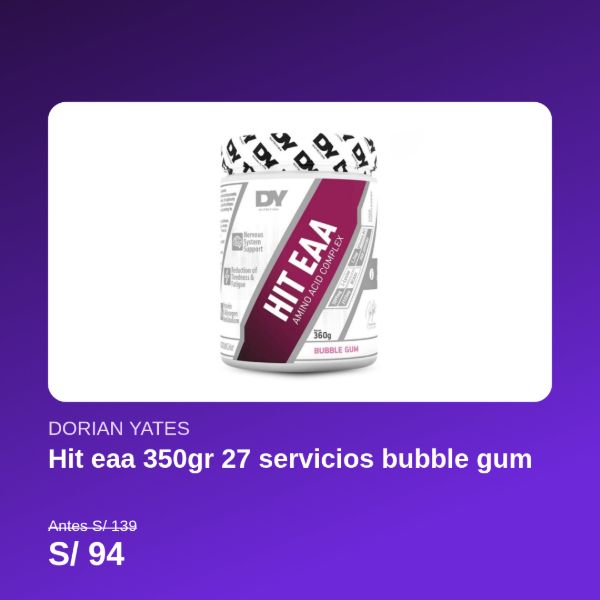 DY
NUTRITION
Nervous
System
Support
Reduction of
Tiredness &
Fatigue
HIT EAA
AMINO ACID COMPLEX
360g
BUBBLE GUM
DORIAN YATES
Hit eaa 350gr 27 servicios bubble gum
Antes S/ 139
S/ 94